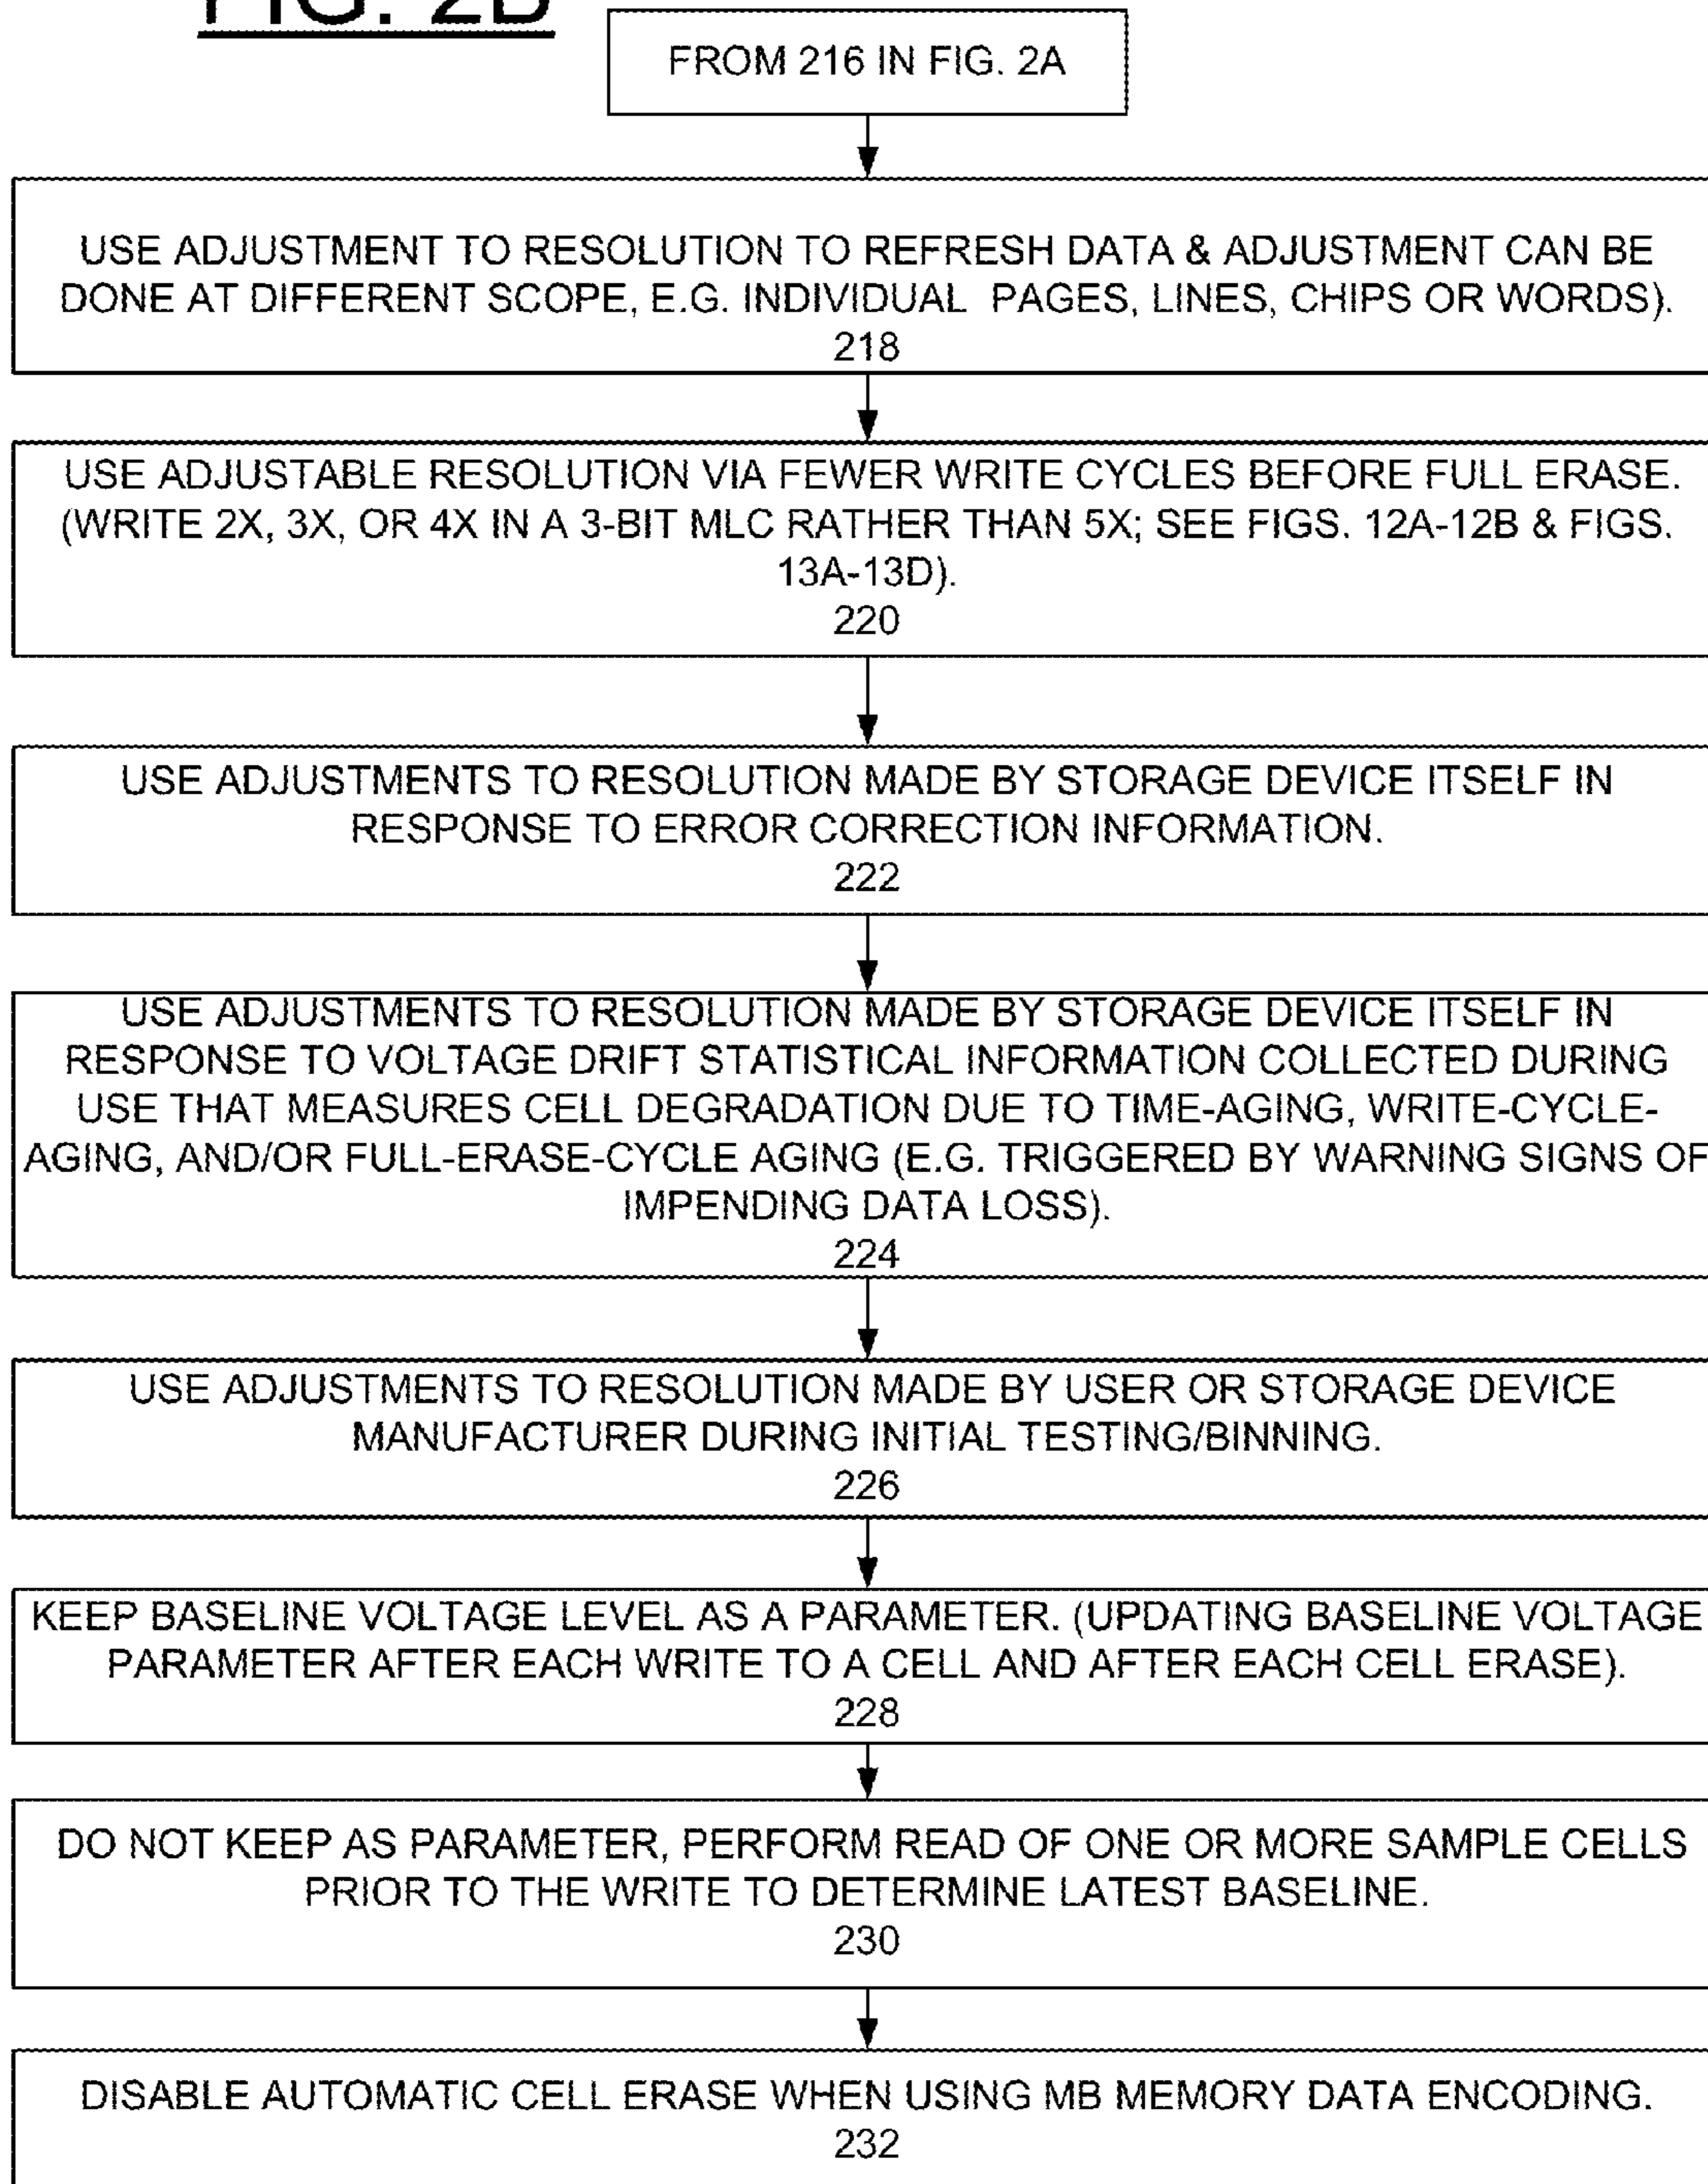 FIG. 2B
FROM 216 IN FIG. 2A
USE ADJUSTMENT TO RESOLUTION TO REFRESH DATA & ADJUSTMENT CAN BE
DONE AT DIFFERENT SCOPE, E.G. INDIVIDUAL PAGES, LINES, CHIPS OR WORDS).
218
USE ADJUSTABLE RESOLUTION VIA FEWER WRITE CYCLES BEFORE FULL ERASE.
(WRITE 2X, 3X, OR 4X IN A 3-BIT MLC RATHER THAN 5X; SEE FIGS. 12A-12B & FIGS.
13A-13D).
220
USE ADJUSTMENTS TO RESOLUTION MADE BY STORAGE DEVICE ITSELF IN
RESPONSE TO ERROR CORRECTION INFORMATION.
222
USE ADJUSTMENTS TO RESOLUTION MADE BY STORAGE DEVICE ITSELF IN
RESPONSE TO VOLTAGE DRIFT STATISTICAL INFORMATION COLLECTED DURING
USE THAT MEASURES CELL DEGRADATION DUE TO TIME-AGING, WRITE-CYCLE-
AGING, AND/OR FULL-ERASE-CYCLE AGING (E.G. TRIGGERED BY WARNING SIGNS OF
IMPENDING DATA LOSS).
224
USE ADJUSTMENTS TO RESOLUTION MADE BY USER OR STORAGE DEVICE
MANUFACTURER DURING INITIAL TESTING/BINNING.
226
KEEP BASELINE VOLTAGE LEVEL AS A PARAMETER. (UPDATING BASELINE VOLTAGE
PARAMETER AFTER EACH WRITE TO A CELL AND AFTER EACH CELL ERASE).
228
DO NOT KEEP AS PARAMETER, PERFORM READ OF ONE OR MORE SAMPLE CELLS
PRIOR TO THE WRITE TO DETERMINE LATEST BASELINE.
230
DISABLE AUTOMATIC CELL ERASE WHEN USING MB MEMORY DATA ENCODING.
232